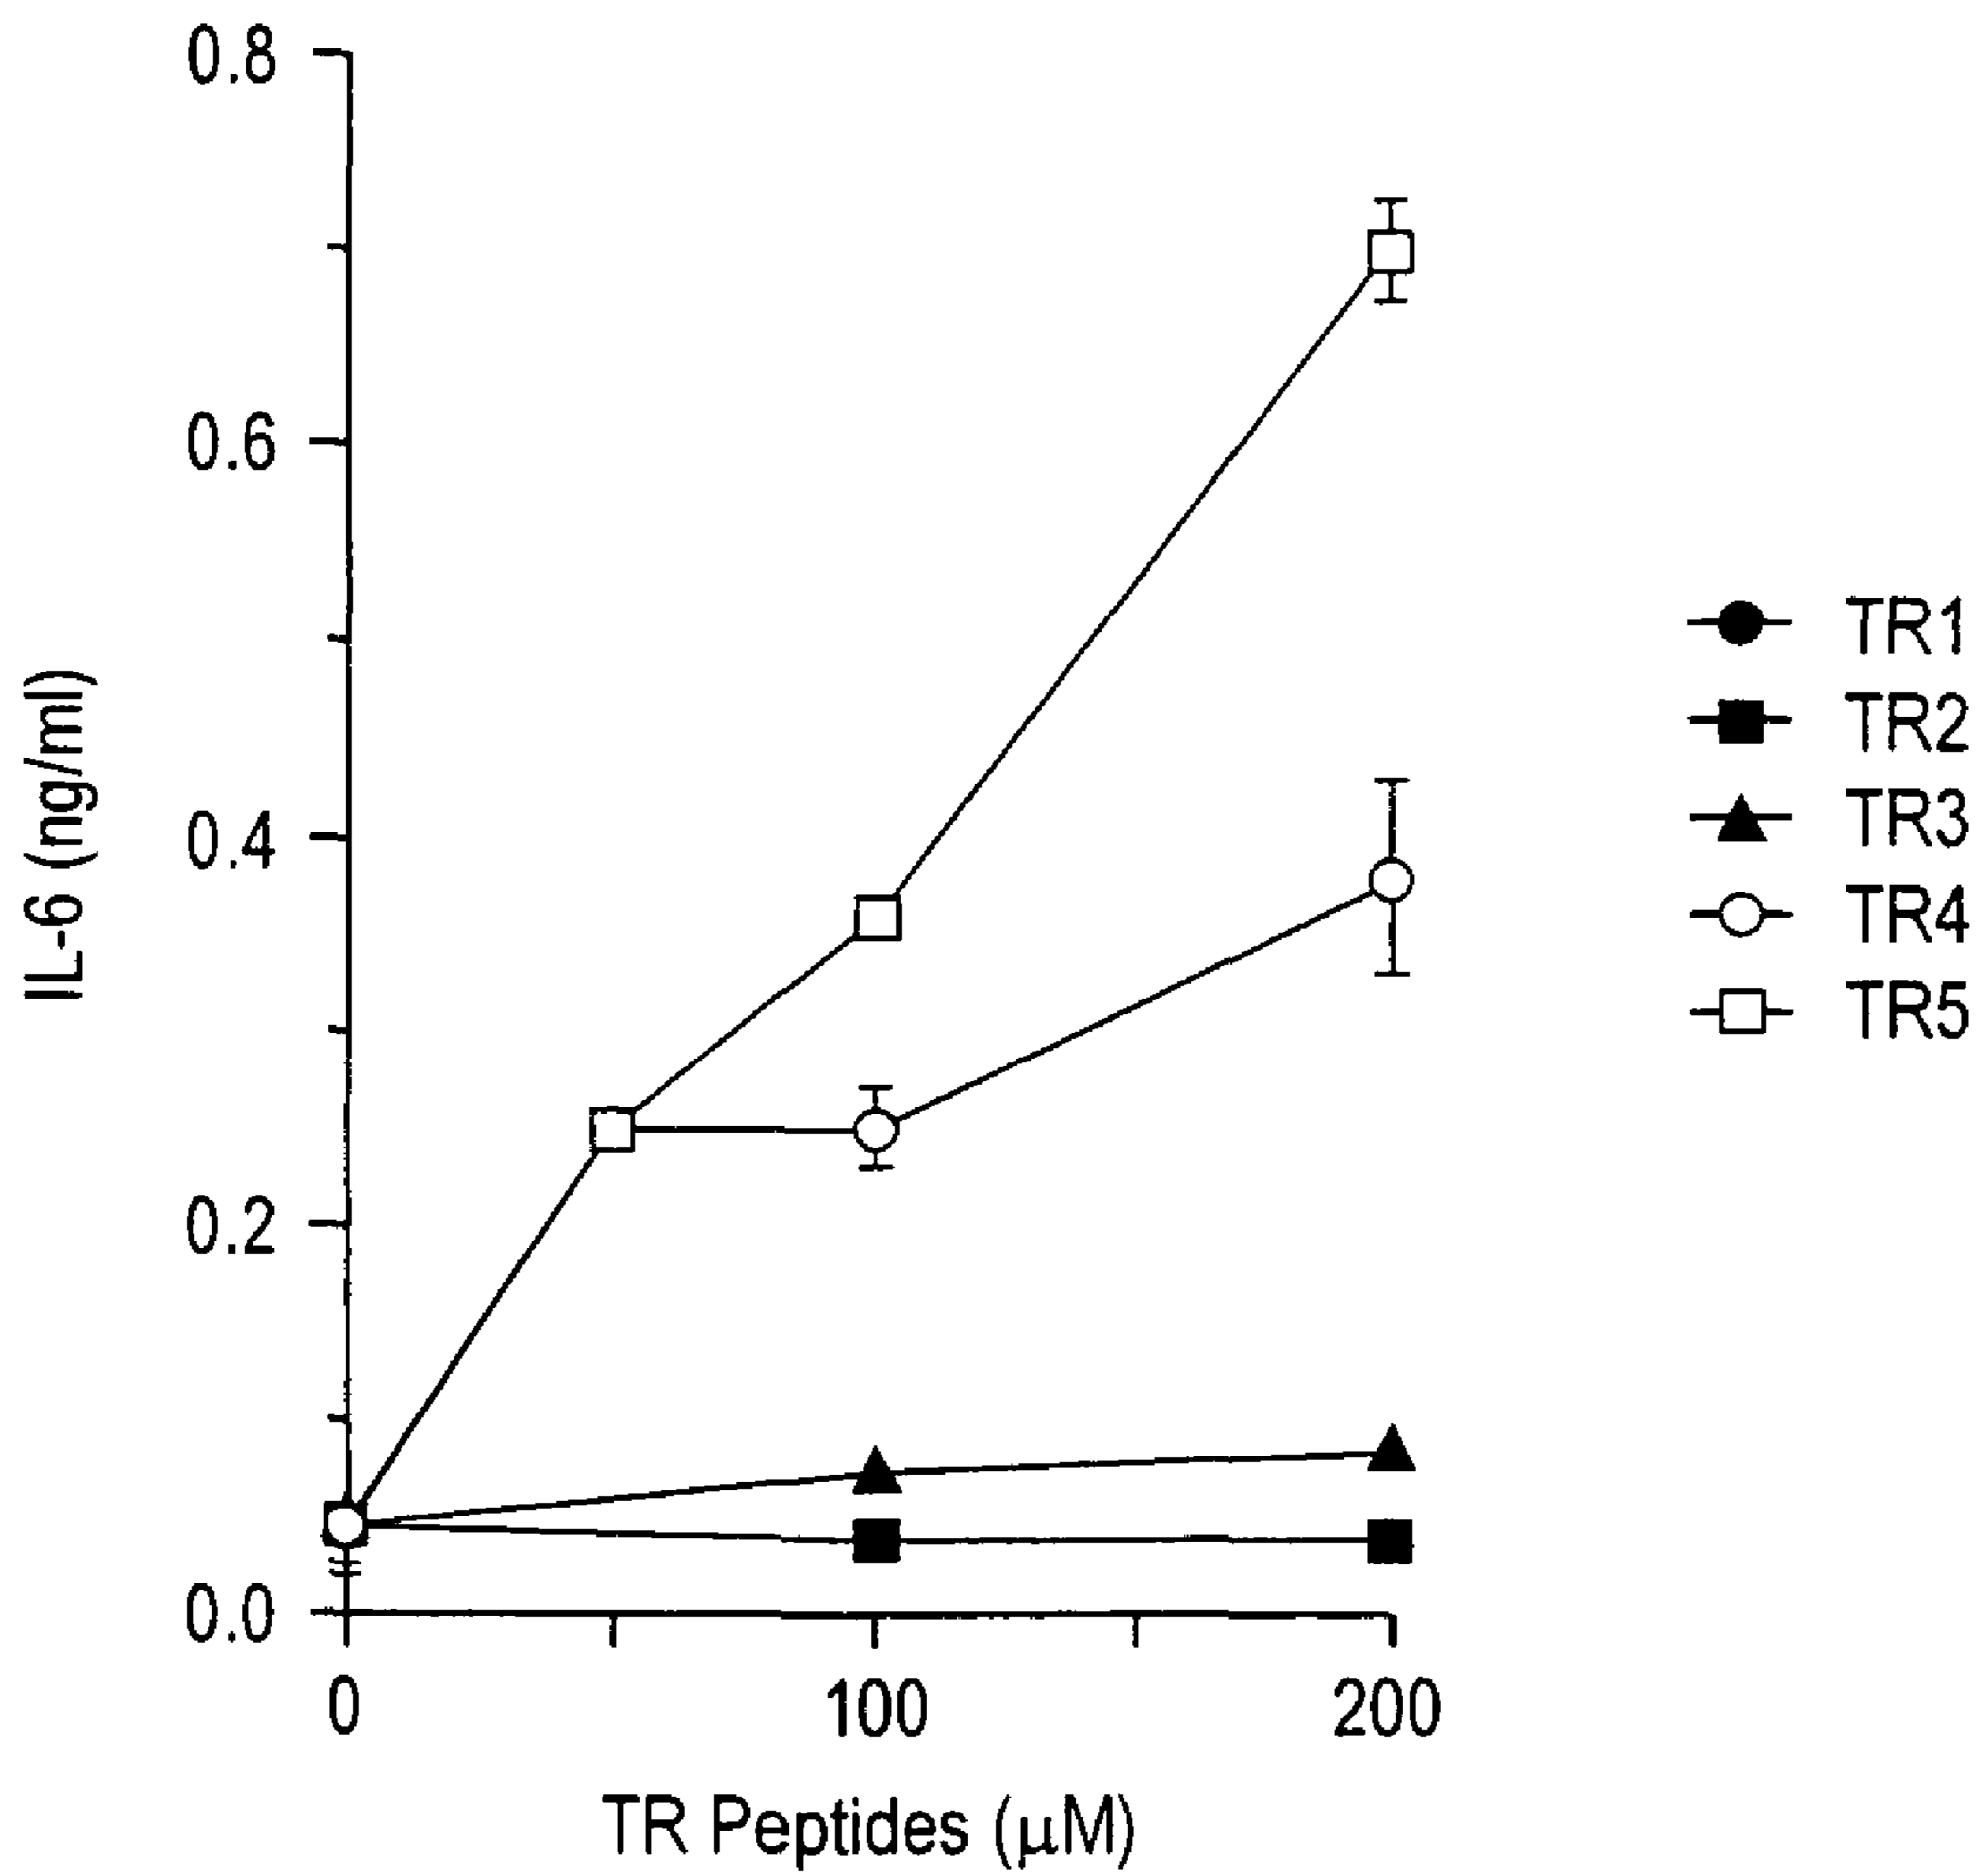 0.8
0.6
0.4
0.2
0.0
IL-6 (ng/ml)
0
100
200
TR Peptides (μM)
TR1
TR2
TR3
TR4
TR5